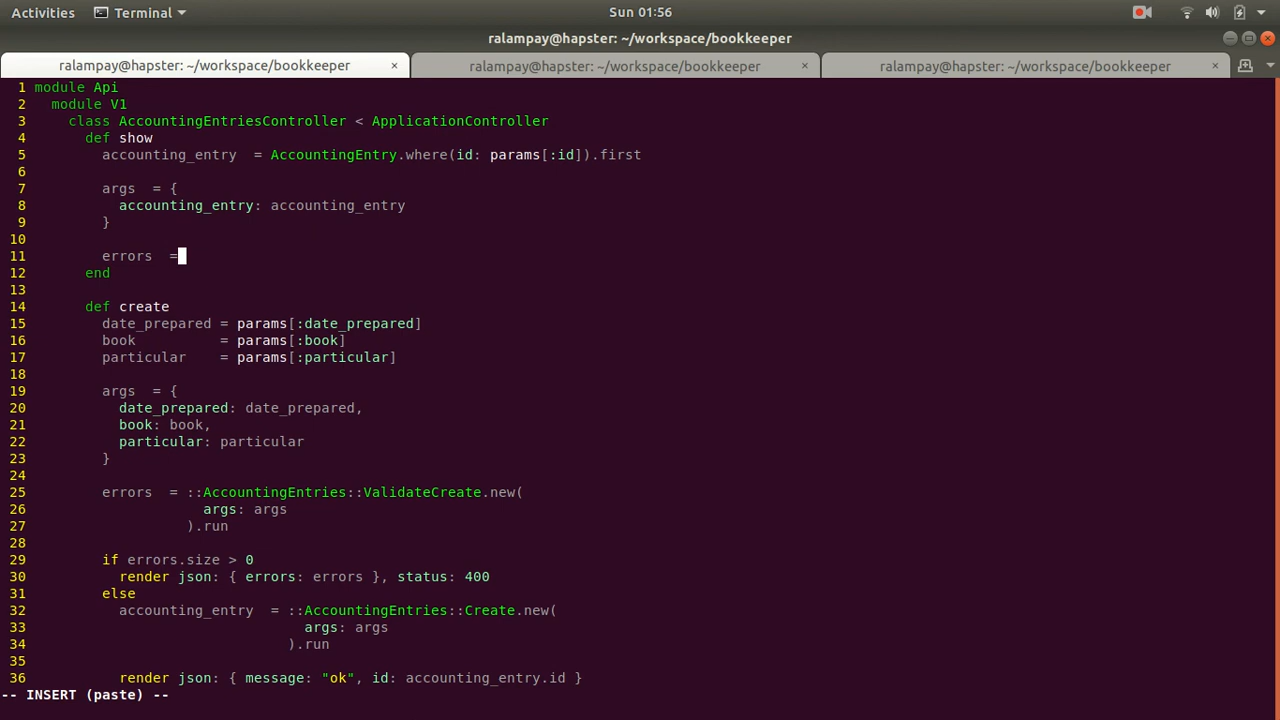 Activities Terminal Sun 01:56
ralampay@hapster: ~/workspace/bookkeeper
ralampay@hapster: ~/workspace/bookkeeper × ralampay@hapster: ~/workspace/bookkeeper × ralampay@hapster: ~/workspace/bookkeeper ×
1 module Api
2   module V1
3     class AccountingEntriesController < ApplicationController
4       def show
5         accounting_entry  = AccountingEntry.where(id: params[:id]).first
6
7         args  = {
8           accounting_entry: accounting_entry
9         }
10
11         errors  =
12       end
13
14       def create
15         date_prepared = params[:date_prepared]
16         book          = params[:book]
17         particular    = params[:particular]
18
19         args  = {
20           date_prepared: date_prepared,
21           book: book,
22           particular: particular
23         }
24
25         errors  = ::AccountingEntries::ValidateCreate.new(
26                     args: args
27                   ).run
28
29         if errors.size > 0
30           render json: { errors: errors }, status: 400
31         else
32           accounting_entry  = ::AccountingEntries::Create.new(
33                                 args: args
34                               ).run
35
36           render json: { message: "ok", id: accounting_entry.id }
-- INSERT (paste) --